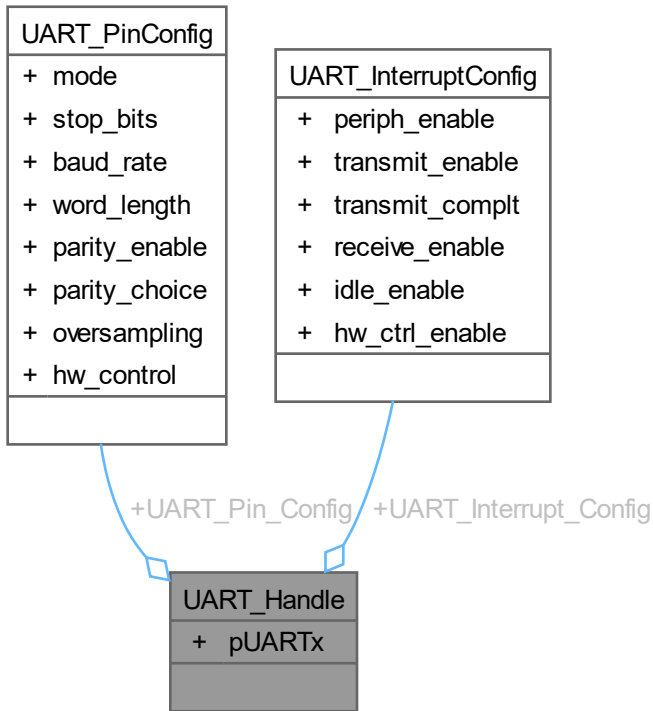 UART_PinConfig
+ mode
+ stop_bits
+ baud_rate
+ word_length
+ parity_enable
+ parity_choice
+ oversampling
+ hw_control
UART_InterruptConfig
+ periph_enable
+ transmit_enable
+ transmit_complt
+ receive_enable
+ idle_enable
+ hw_ctrl_enable
+UART_Pin_Config
+UART_Interrupt_Config
UART_Handle
+ pUARTx